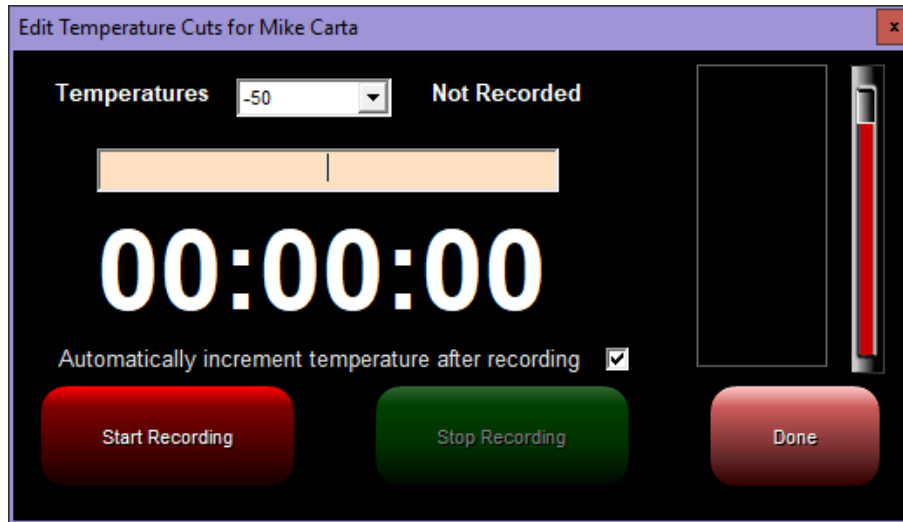 Edit Temperature Cuts for Mike Carta x
Temperatures -50 Not Recorded
00:00:00
Automatically increment temperature after recording
Start Recording Stop Recording Done